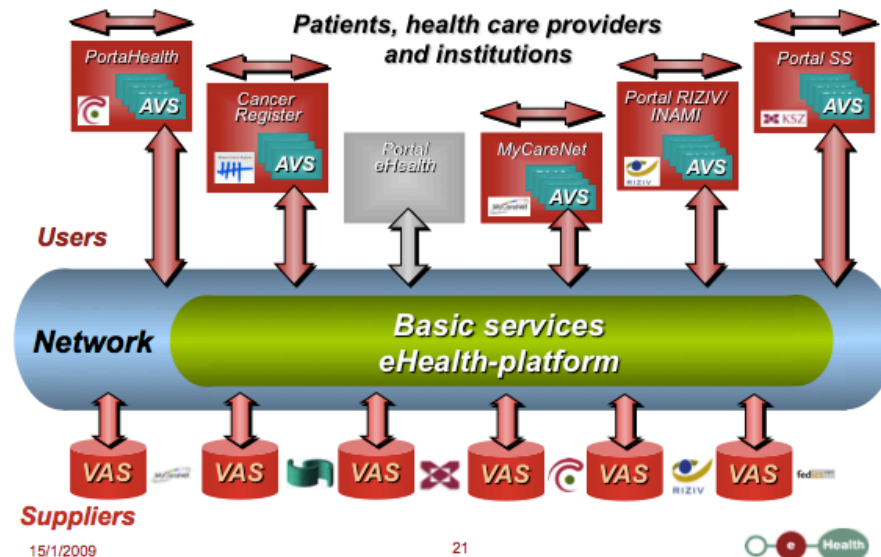 Patients, health care providers
and institutions
PortaHealth
AVS
Cancer
Register
AVS
Portal
eHealth
MyCareNet
MyCareNet
AVS
Portal RIZIV/
INAMI
RIZIV
AVS
Portal SS
KSZ
AVS
Users
Network
Basic services
eHealth-platform
VAS
MyCareNet
VAS
VAS
VAS
VAS
RIZIV
VAS
Suppliers
15/1/2009
21
e
Health